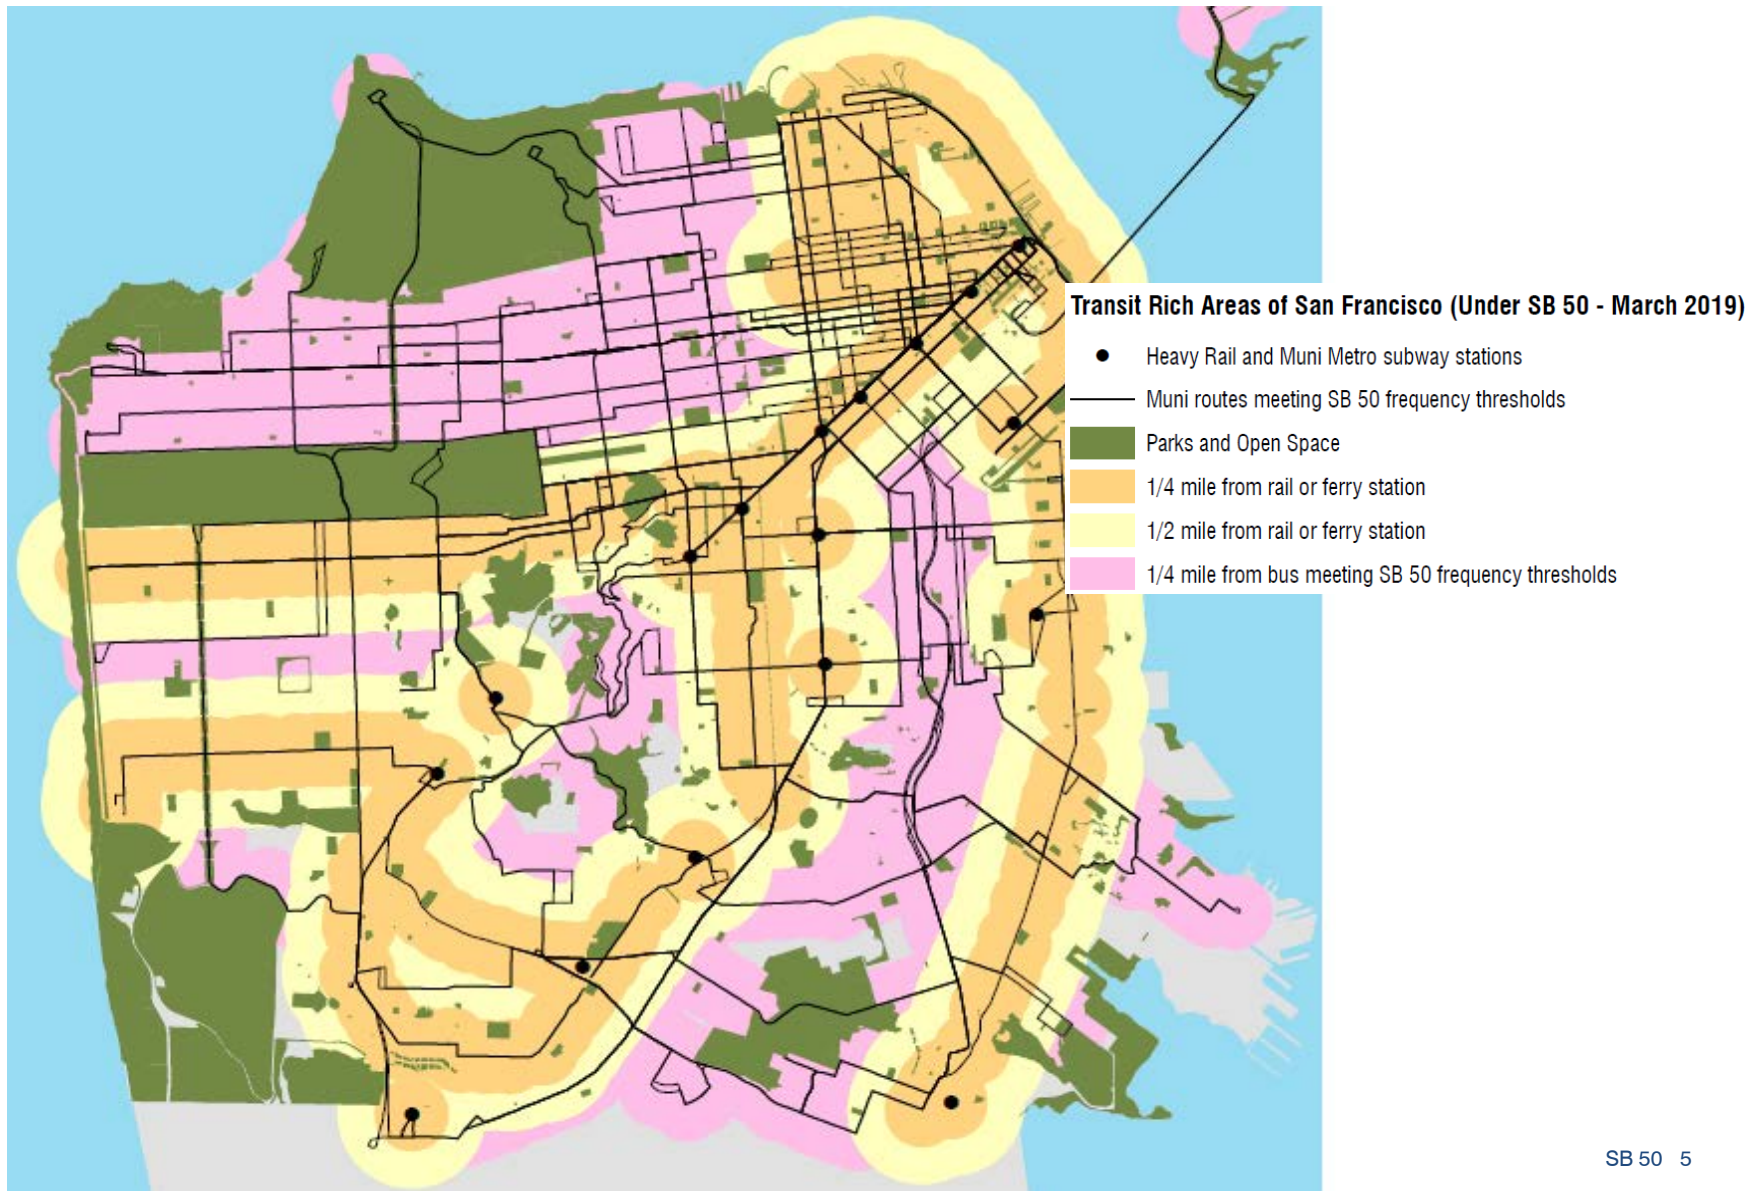 Transit Rich Areas of San Francisco (Under SB 50 - March 2019)
Heavy Rail and Muni Metro subway stations
Muni routes meeting SB 50 frequency thresholds
Parks and Open Space
1/4 mile from rail or ferry station
1/2 mile from rail or ferry station
1/4 mile from bus meeting SB 50 frequency thresholds
SB 50 5